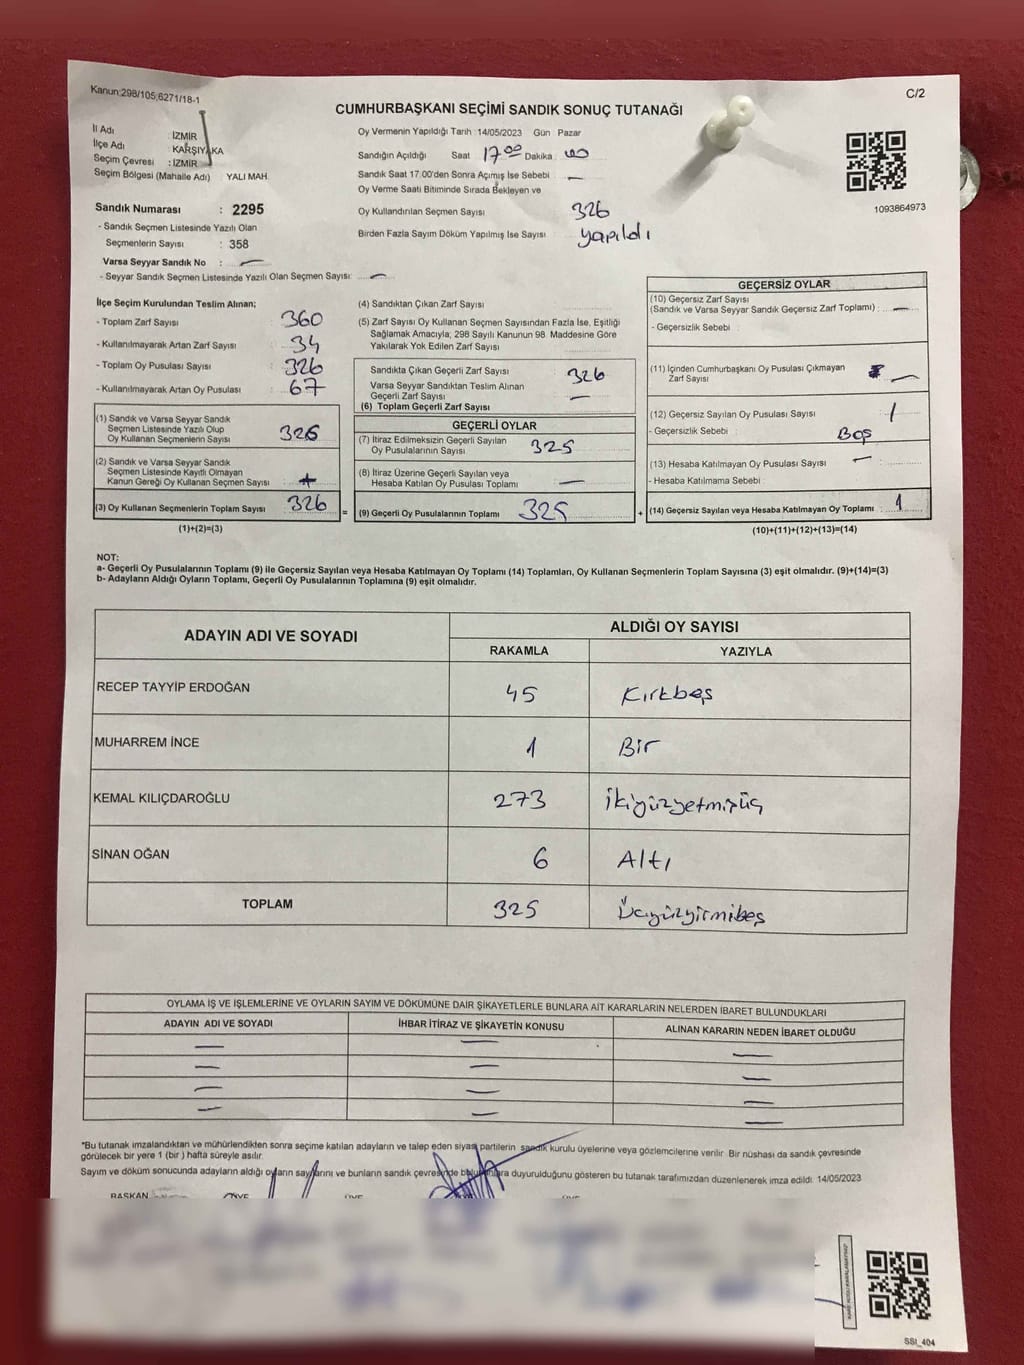 Kanun:298/105;6271/18-1
C/2
CUMHURBAŞKANI SEÇİMİ SANDIK SONUÇ TUTANAĞI
İl Adı : İZMİR
İlçe Adı : KARŞIYAKA
Seçim Çevresi : İZMİR
Seçim Bölgesi (Mahalle Adı) YALI MAH.
Sandık Numarası : 2295
- Sandık Seçmen Listesinde Yazılı Olan
Seçmenlerin Sayısı : 358
Varsa Seyyar Sandık No : —
- Seyyar Sandık Seçmen Listesinde Yazılı Olan Seçmen Sayısı: —
Oy Vermenin Yapıldığı Tarih :14/05/2023 Gün Pazar
Sandığın Açıldığı Saat 17.00 Dakika 00
Sandık Saat 17.00'den Sonra Açımış İse Sebebi —
Oy Verme Saati Bitiminde Sırada Bekleyen ve
Oy Kullandırılan Seçmen Sayısı 326
Birden Fazla Sayım Döküm Yapılmış İse Sayısı yapıldı
1093864973
İlçe Seçim Kurulundan Teslim Alınan;
- Toplam Zarf Sayısı 360
- Kullanılmayarak Artan Zarf Sayısı 34
- Toplam Oy Pusulası Sayısı 326
- Kullanılmayarak Artan Oy Pusulası 67
(1) Sandık ve Varsa Seyyar Sandık
Seçmen Listesinde Yazılı Olup
Oy Kullanan Seçmenlerin Sayısı 326
(2) Sandık ve Varsa Seyyar Sandık
Seçmen Listesinde Kayıtlı Olmayan
Kanun Gereği Oy Kullanan Seçmen Sayısı
(3) Oy Kullanan Seçmenlerin Toplam Sayısı 326
(1)+(2)=(3)
(4) Sandıktan Çıkan Zarf Sayısı
(5) Zarf Sayısı Oy Kullanan Seçmen Sayısından Fazla İse, Eşitliği
Sağlamak Amacıyla; 298 Sayılı Kanunun 98. Maddesine Göre
Yakılarak Yok Edilen Zarf Sayısı
Sandıkta Çıkan Geçerli Zarf Sayısı 326
Varsa Seyyar Sandıktan Teslim Alınan
Geçerli Zarf Sayısı —
(6) Toplam Geçerli Zarf Sayısı
GEÇERLİ OYLAR
(7) İtiraz Edilmeksizin Geçerli Sayılan
Oy Pusulalarının Sayısı 325
(8) İtiraz Üzerine Geçerli Sayılan veya
Hesaba Katılan Oy Pusulası Toplamı —
= (9) Geçerli Oy Pusulalarının Toplamı 325
GEÇERSİZ OYLAR
(10) Geçersiz Zarf Sayısı
(Sandık ve Varsa Seyyar Sandık Geçersiz Zarf Toplamı) : —
- Geçersizlik Sebebi :
(11) İçinden Cumhurbaşkanı Oy Pusulası Çıkmayan
Zarf Sayısı —
(12) Geçersiz Sayılan Oy Pusulası Sayısı 1
- Geçersizlik Sebebi : Boş
(13) Hesaba Katılmayan Oy Pusulası Sayısı —
- Hesaba Katılmama Sebebi :
+ (14) Geçersiz Sayılan veya Hesaba Katılmayan Oy Toplamı : 1
(10)+(11)+(12)+(13)=(14)
NOT:
a- Geçerli Oy Pusulalarının Toplamı (9) ile Geçersiz Sayılan veya Hesaba Katılmayan Oy Toplamı (14) Toplamları, Oy Kullanan Seçmenlerin Toplam Sayısına (3) eşit olmalıdır. (9)+(14)=(3)
b- Adayların Aldığı Oyların Toplamı, Geçerli Oy Pusulalarının Toplamına (9) eşit olmalıdır.
ADAYIN ADI VE SOYADI
ALDIĞI OY SAYISI
RAKAMLA YAZIYLA
RECEP TAYYİP ERDOĞAN 45 Kırkbeş
MUHARREM İNCE 1 Bir
KEMAL KILIÇDAROĞLU 273 İkiyüzyetmişüç
SİNAN OĞAN 6 Altı
TOPLAM 325 Üçyüzyirmibeş
OYLAMA İŞ VE İŞLEMLERİNE VE OYLARIN SAYIM VE DÖKÜMÜNE DAİR ŞİKAYETLERLE BUNLARA AİT KARARLARIN NELERDEN İBARET BULUNDUKLARI
ADAYIN ADI VE SOYADI İHBAR İTİRAZ VE ŞİKAYETİN KONUSU ALINAN KARARIN NEDEN İBARET OLDUĞU
— — —
— — —
— — —
— — —
*Bu tutanak imzalandıktan ve mühürlendikten sonra seçime katılan adayların ve talep eden siyasi partilerin sandık kurulu üyelerine veya gözlemcilerine verilir. Bir nüshası da sandık çevresinde
görülecek bir yere 1 (bir ) hafta süreyle asılır.
Sayım ve döküm sonucunda adayların aldığı oyların sayılarını ve bunların sandık çevresinde bulunanlara duyurulduğunu gösteren bu tutanak tarafımızdan düzenlenerek imza edildi. 14/05/2023
BAŞKAN ÜYE ÜYE ÜYE
SSI_404